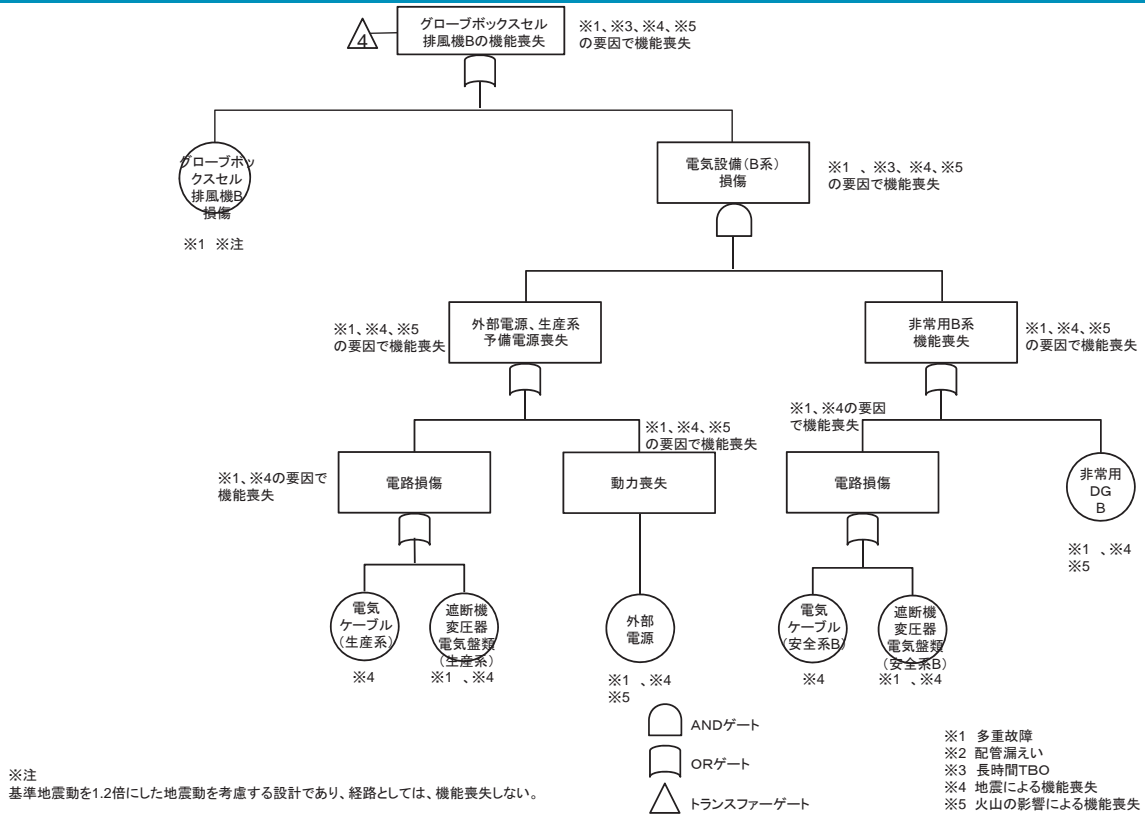 グローブボックスセル
排風機Bの機能喪失
4
※1、※3、※4、※5
の要因で機能喪失
グローブボッ
クスセル
排風機B
損傷
※1 ※注
電気設備(B系)
損傷
※1 、※3、※4、※5
の要因で機能喪失
※1、※4、※5
の要因で機能喪失
外部電源、生産系
予備電源喪失
非常用B系
機能喪失
※1、※4、※5
の要因で機能喪失
※1、※4の要因で
機能喪失
電路損傷
※1、※4、※5
の要因で機能喪失
動力喪失
※1、※4の要因
で機能喪失
電路損傷
非常用
DG
B
※1 、※4
※5
電気
ケーブル
(生産系)
※4
遮断機
変圧器
電気盤類
(生産系)
※1 、※4
外部
電源
※1 、※4
※5
電気
ケーブル
(安全系B)
※4
遮断機
変圧器
電気盤類
(安全系B)
※1 、※4
ANDゲート
ORゲート
トランスファーゲート
※1 多重故障
※2 配管漏えい
※3 長時間TBO
※4 地震による機能喪失
※5 火山の影響による機能喪失
※注
基準地震動を1.2倍にした地震動を考慮する設計であり、経路としては、機能喪失しない。